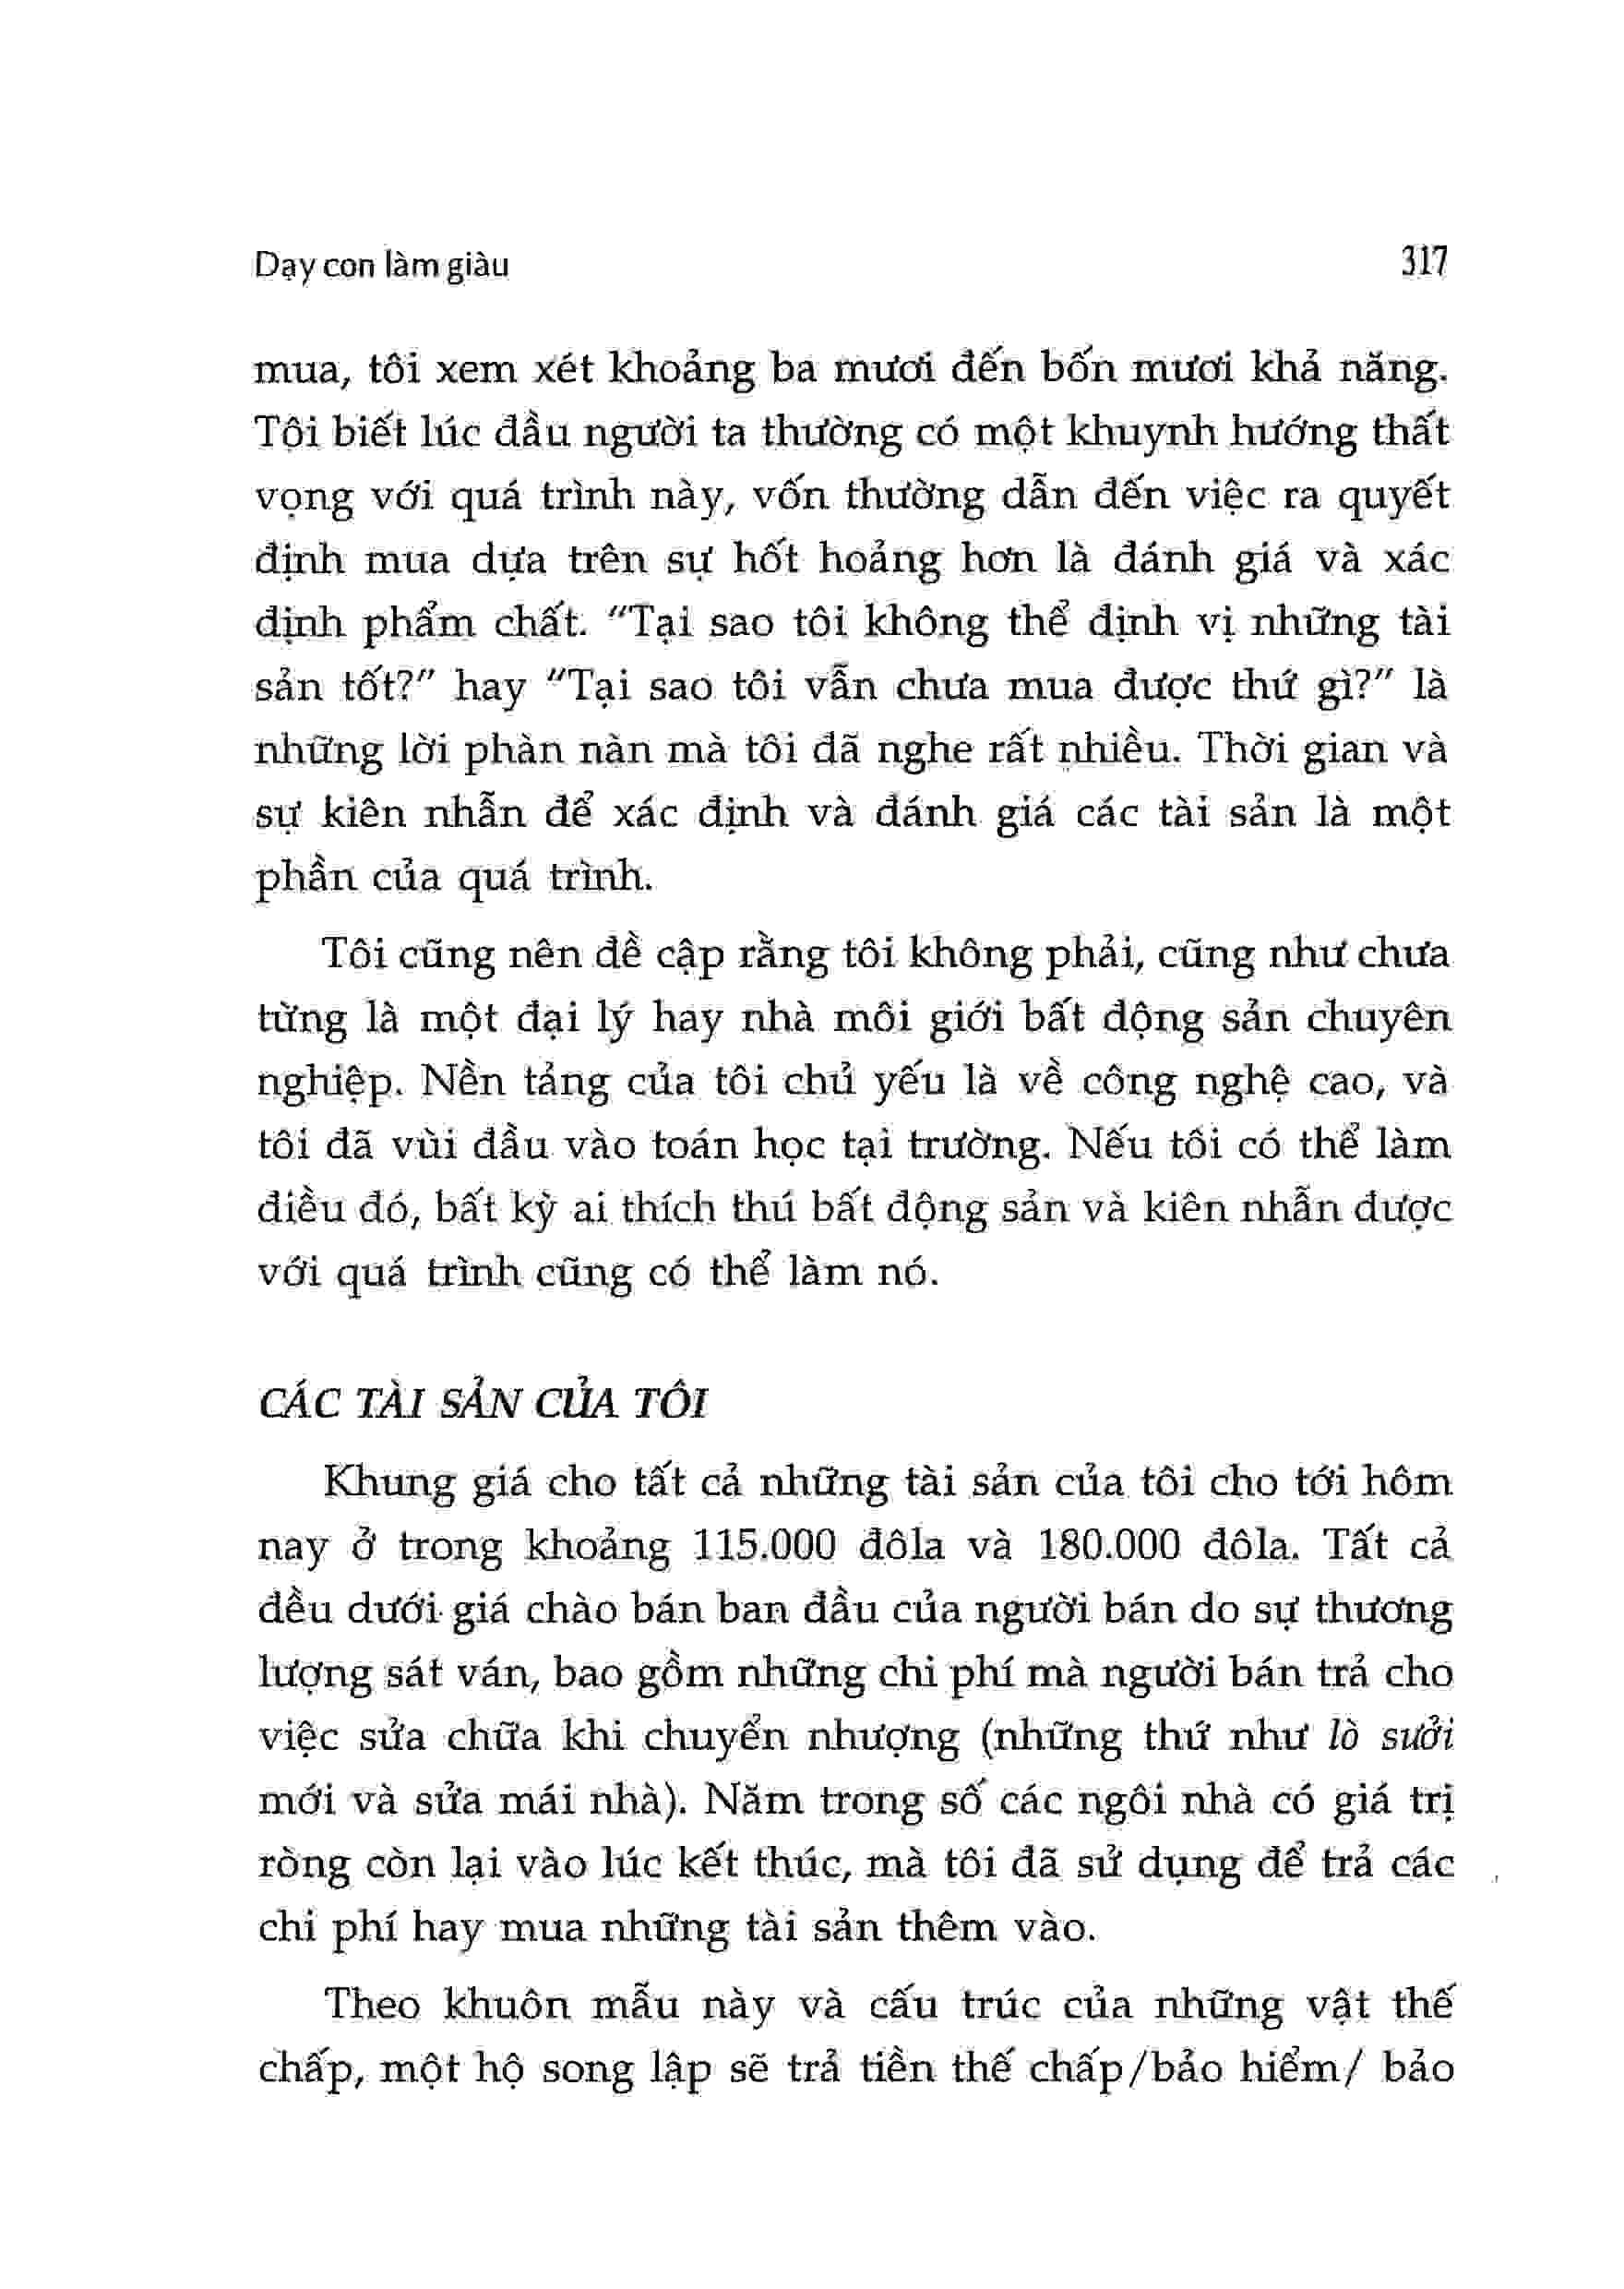 Dạy con làm giàu 317
mua, tôi xem xét khoảng ba mươi đến bốn mươi khả năng.
Tôi biết lúc đầu người ta thường có một khuynh hướng thất
vọng với quá trình này, vốn thường dẫn đến việc ra quyết
định mua dựa trên sự hốt hoảng hơn là đánh giá và xác
định phẩm chất. “Tại sao tôi không thể định vị những tài
sản tốt?” hay “Tại sao tôi vẫn chưa mua được thứ gì?” là
những lời phàn nàn mà tôi đã nghe rất nhiều. Thời gian và
sự kiên nhẫn để xác định và đánh giá các tài sản là một
phần của quá trình.
Tôi cũng nên đề cập rằng tôi không phải, cũng như chưa
từng là một đại lý hay nhà môi giới bất động sản chuyên
nghiệp. Nền tảng của tôi chủ yếu là về công nghệ cao, và
tôi đã vùi đầu vào toán học tại trường. Nếu tôi có thể làm
điều đó, bất kỳ ai thích thú bất động sản và kiên nhẫn được
với quá trình cũng có thể làm nó.
CÁC TÀI SẢN CỦA TÔI
Khung giá cho tất cả những tài sản của tôi cho tới hôm
nay ở trong khoảng 115.000 đôla và 180.000 đôla. Tất cả
đều dưới giá chào bán ban đầu của người bán do sự thương
lượng sát ván, bao gồm những chi phí mà người bán trả cho
việc sửa chữa khi chuyển nhượng (những thứ như lò sưởi
mới và sửa mái nhà). Năm trong số các ngôi nhà có giá trị
ròng còn lại vào lúc kết thúc, mà tôi đã sử dụng để trả các
chi phí hay mua những tài sản thêm vào.
Theo khuôn mẫu này và cấu trúc của những vật thế
chấp, một hộ song lập sẽ trả tiền thế chấp/bảo hiểm/ bảo